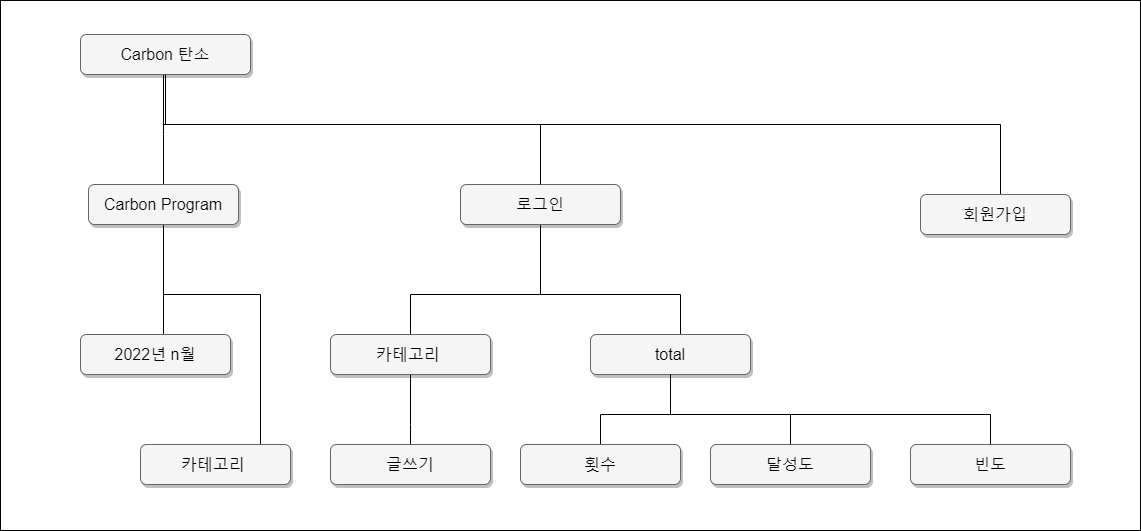 Carbon 탄소
Carbon Program
로그인
회원가입
2022년 n월
카테고리
total
카테고리
글쓰기
횟수
달성도
빈도